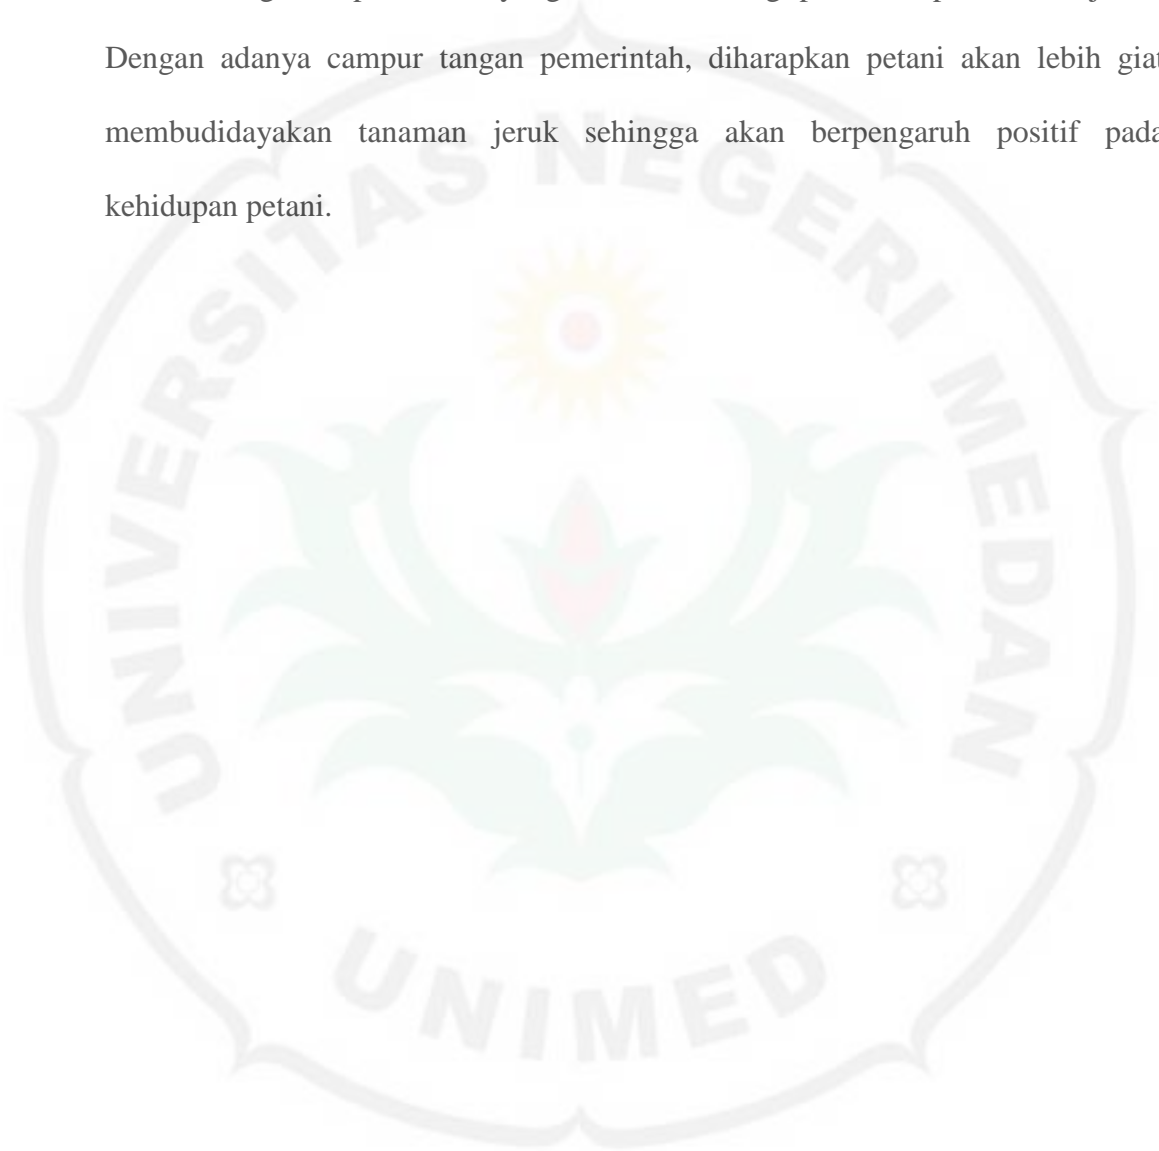 Dengan adanya campur tangan pemerintah, diharapkan petani akan lebih giat
membudidayakan tanaman jeruk sehingga akan berpengaruh positif pada
kehidupan petani.
UNIVERSITAS NEGERI MEDAN
UNIMED